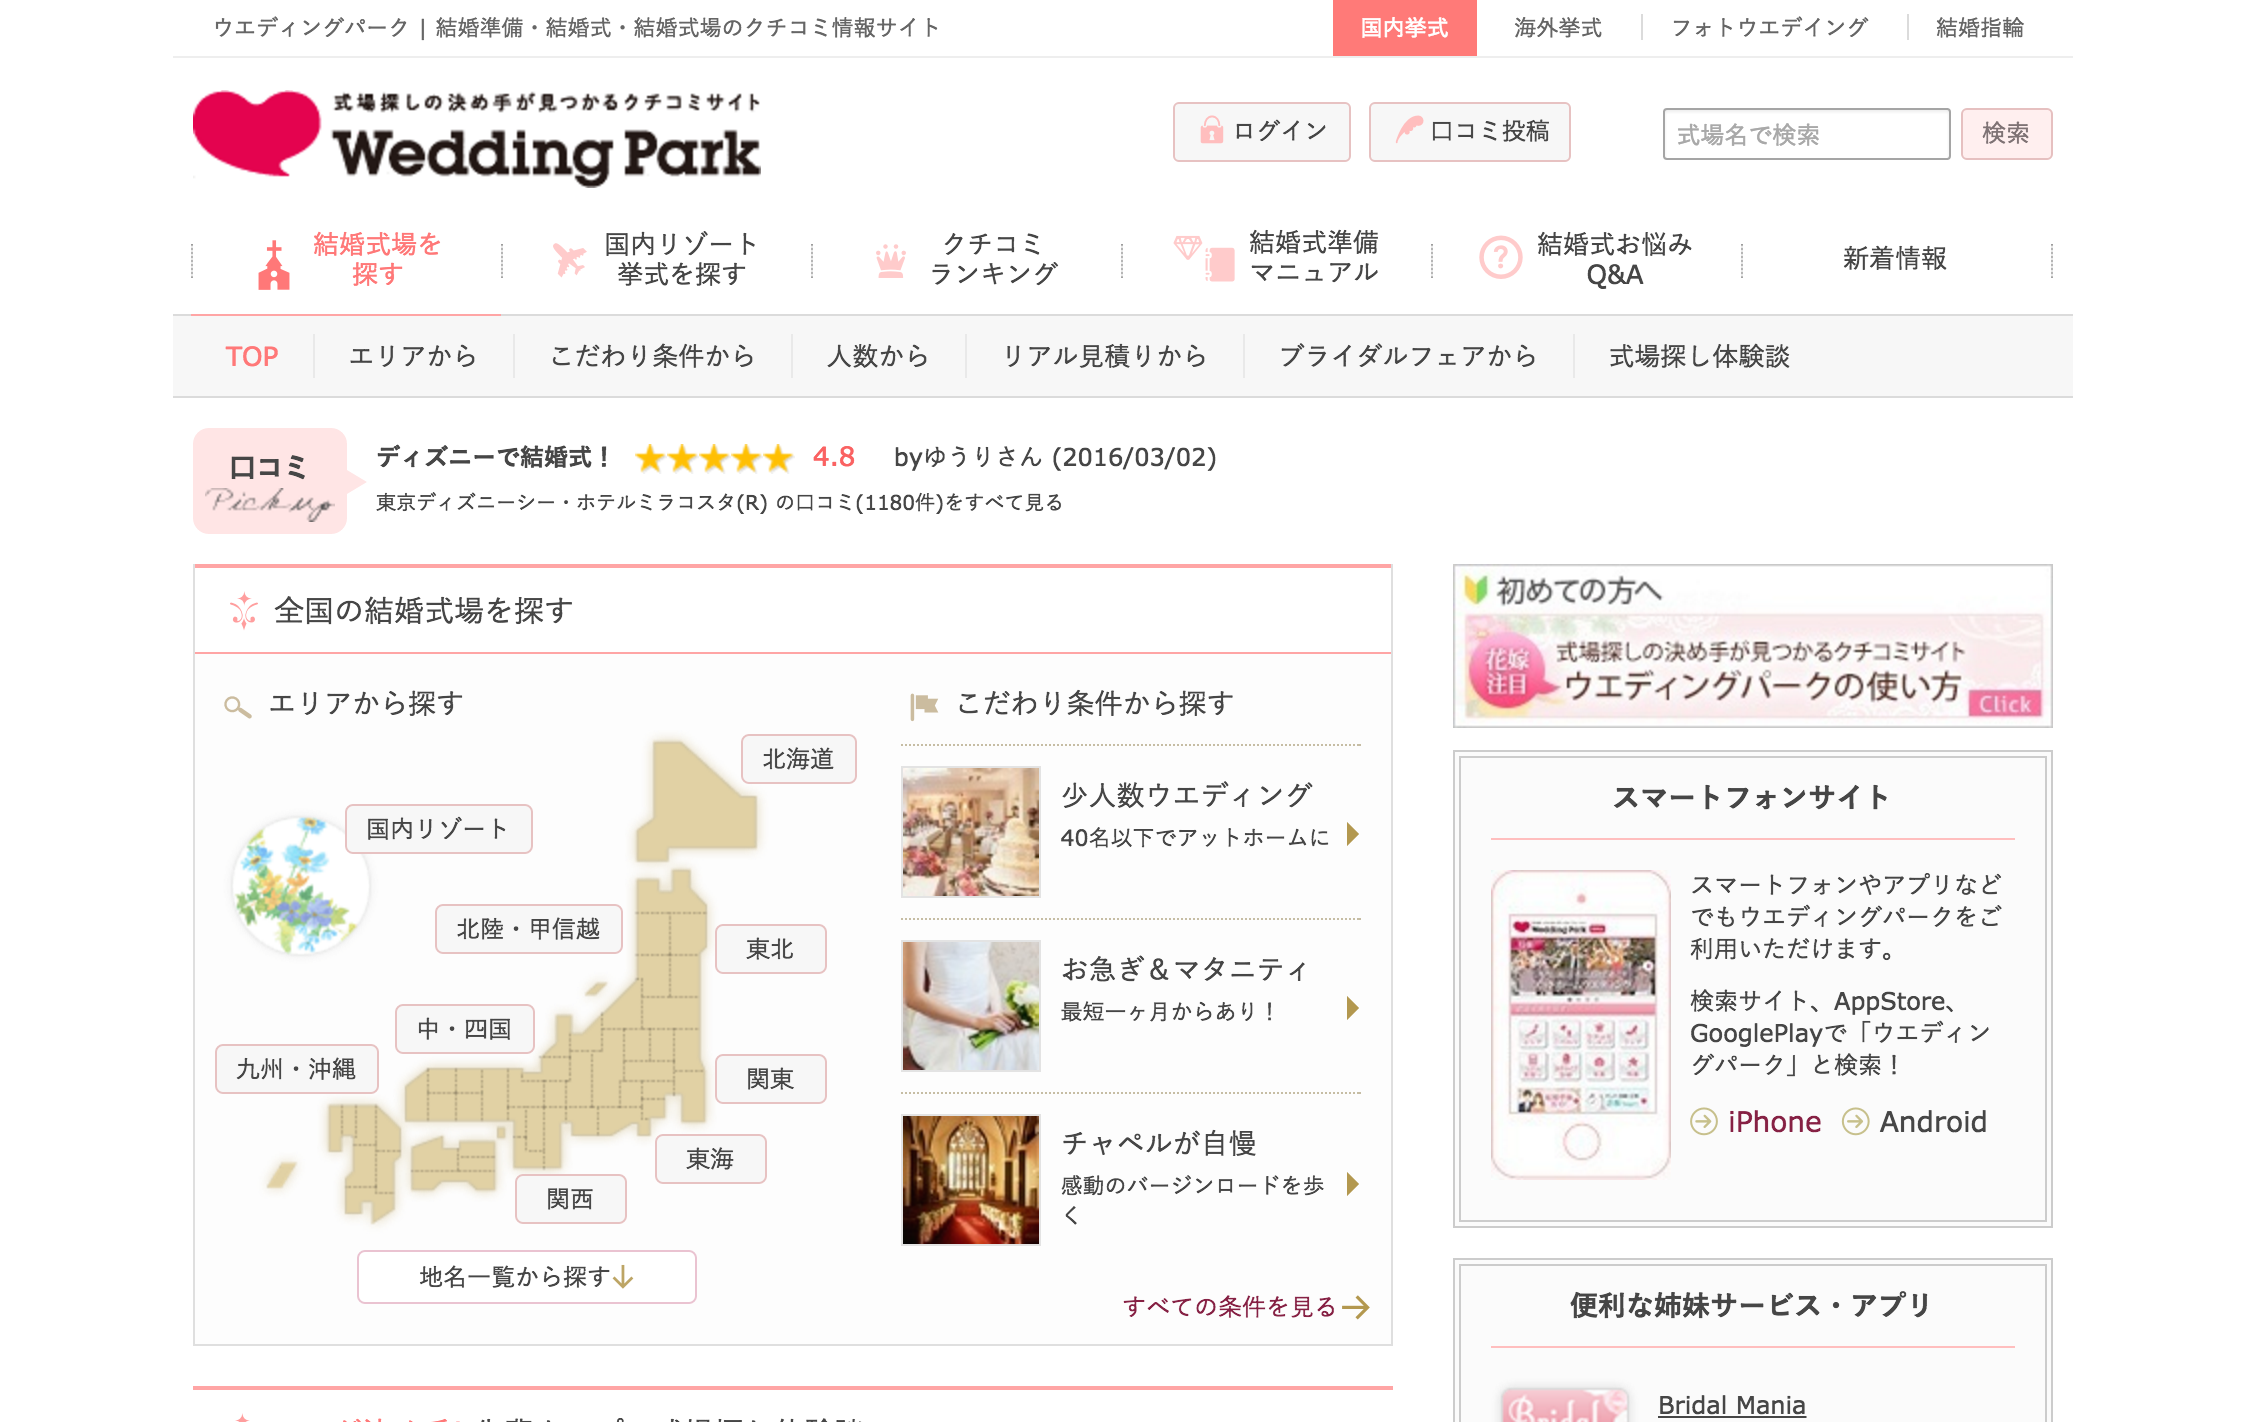 ウエディングパーク | 結婚準備・結婚式・結婚式場のクチコミ情報サイト
国内挙式
海外挙式
フォトウエデイング
結婚指輪
式場探しの決め手が見つかるクチコミサイト
Wedding Park
ログイン
口コミ投稿
式場名で検索
検索
結婚式場を
探す
国内リゾート
挙式を探す
クチコミ
ランキング
結婚式準備
マニュアル
結婚式お悩み
Q&A
新着情報
TOP
エリアから
こだわり条件から
人数から
リアル見積りから
ブライダルフェアから
式場探し体験談
口コミ
Pick up
ディズニーで結婚式！ ★★★★★ 4.8 byゆうりさん (2016/03/02)
東京ディズニーシー・ホテルミラコスタ(R) の口コミ(1180件)をすべて見る
全国の結婚式場を探す
エリアから探す
北海道
国内リゾート
北陸・甲信越
東北
中・四国
九州・沖縄
関東
東海
関西
地名一覧から探す
こだわり条件から探す
少人数ウエディング
40名以下でアットホームに
お急ぎ＆マタニティ
最短一ヶ月からあり！
チャペルが自慢
感動のバージンロードを歩
く
すべての条件を見る
初めての方へ
花嫁
注目
式場探しの決め手が見つかるクチコミサイト
ウエディングパークの使い方
Click
スマートフォンサイト
Wedding Park
スマートフォンやアプリなど
でもウエディングパークをご
利用いただけます。
検索サイト、AppStore、
GooglePlayで「ウエディン
グパーク」と検索！
iPhone
Android
便利な姉妹サービス・アプリ
Bridal
Bridal Mania